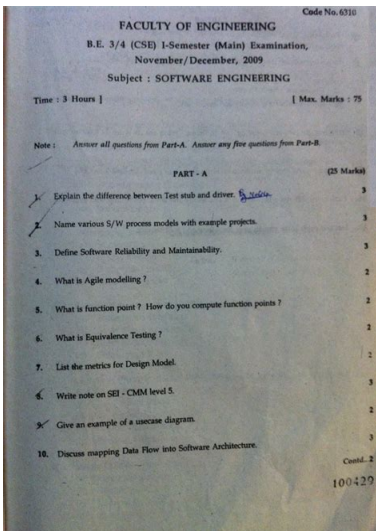 Code No. 6310
FACULTY OF ENGINEERING
B.E. 3/4 (CSE) I-Semester (Main) Examination,
November/December, 2009
Subject : SOFTWARE ENGINEERING
Time : 3 Hours ] [ Max. Marks : 75
Note : Answer all questions from Part-A. Answer any five questions from Part-B.
PART - A (25 Marks)
1. Explain the difference between Test stub and driver. 3
2. Name various S/W process models with example projects. 3
3. Define Software Reliability and Maintainability. 3
4. What is Agile modelling ? 2
5. What is function point ? How do you compute function points ? 2
6. What is Equivalence Testing ? 2
7. List the metrics for Design Model. 2
8. Write note on SEI - CMM level 5. 3
9. Give an example of a usecase diagram. 2
10. Discuss mapping Data Flow into Software Architecture. 3
Contd.. 2
100429